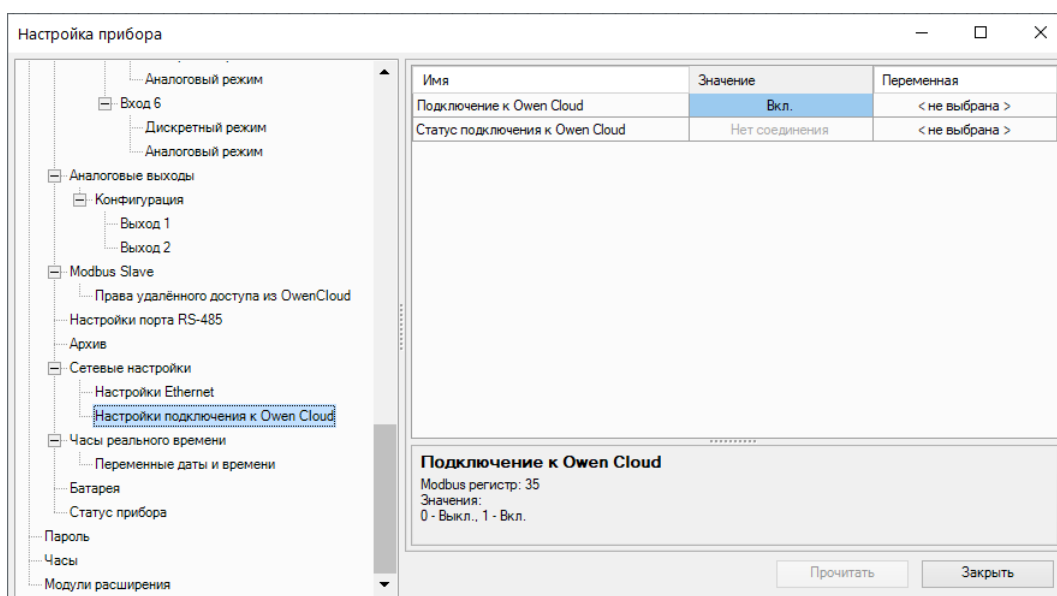 Настройка прибора
Аналоговый режим
Вход 6
Дискретный режим
Аналоговый режим
Аналоговые выходы
Конфигурация
Выход 1
Выход 2
Modbus Slave
Права удалённого доступа из OwenCloud
Настройки порта RS-485
Архив
Сетевые настройки
Настройки Ethernet
Настройки подключения к Owen Cloud
Часы реального времени
Переменные даты и времени
Батарея
Статус прибора
Пароль
Часы
Модули расширения
Имя Значение Переменная
Подключение к Owen Cloud Вкл. < не выбрана >
Статус подключения к Owen Cloud Нет соединения < не выбрана >
Подключение к Owen Cloud
Modbus регистр: 35
Значения:
0 - Выкл., 1 - Вкл.
Прочитать Закрыть